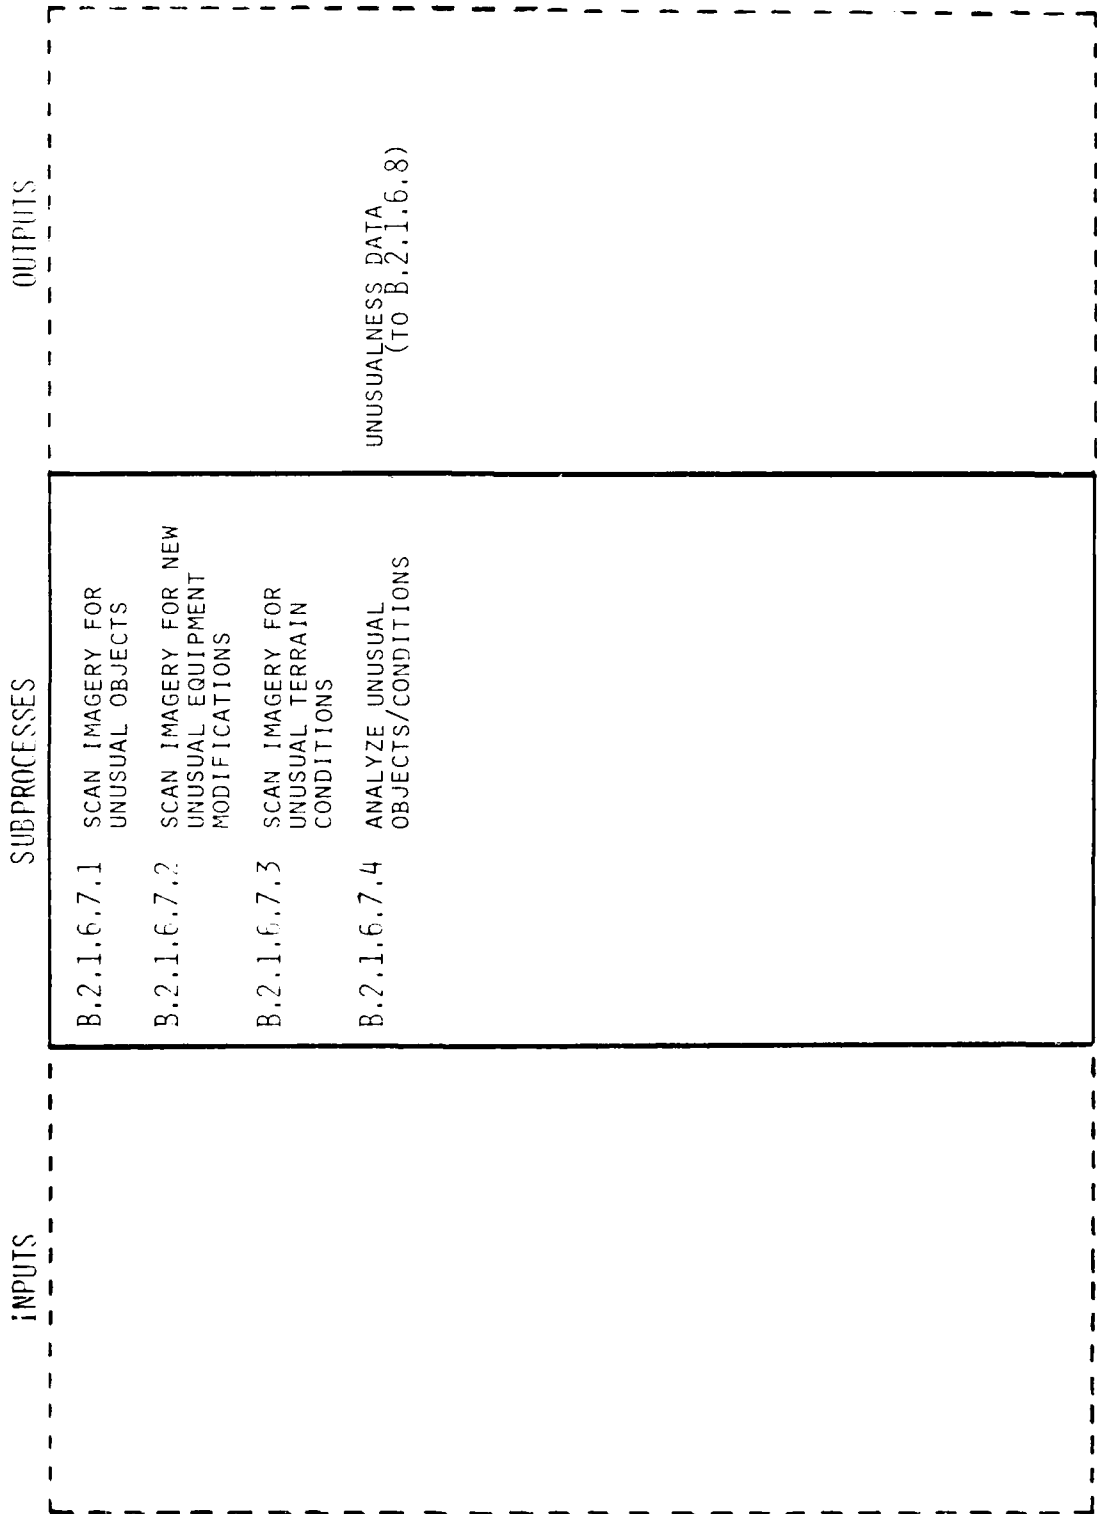 INPUTS
SUBPROCESSES
OUTPUTS
B.2.1.6.7.1 SCAN IMAGERY FOR
UNUSUAL OBJECTS
B.2.1.6.7.2 SCAN IMAGERY FOR NEW
UNUSUAL EQUIPMENT
MODIFICATIONS
B.2.1.6.7.3 SCAN IMAGERY FOR
UNUSUAL TERRAIN
CONDITIONS
B.2.1.6.7.4 ANALYZE UNUSUAL
OBJECTS/CONDITIONS
UNUSUALNESS DATA
(TO B.2.1.6.8)